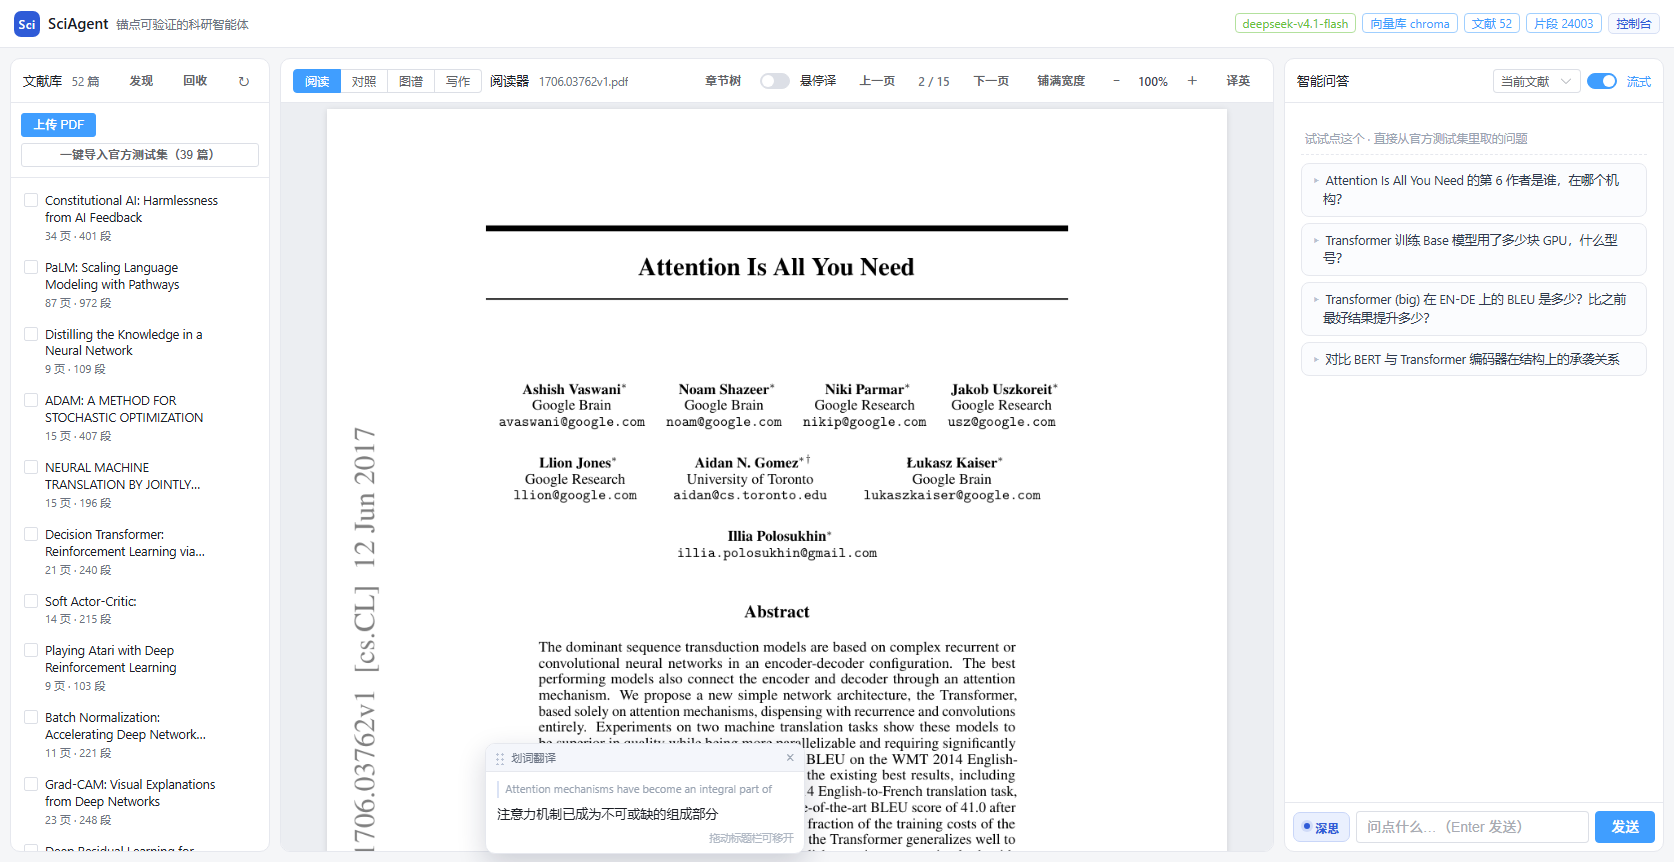 Sci SciAgent 锚点可验证的科研智能体
deepseek-v4.1-flash 向量库 chroma 文献 52 片段 24003 控制台
文献库 52 篇 发现 回收 ↻
上传 PDF
一键导入官方测试集（39 篇）
Constitutional AI: Harmlessness
from AI Feedback
34 页 · 401 段
PaLM: Scaling Language
Modeling with Pathways
87 页 · 972 段
Distilling the Knowledge in a
Neural Network
9 页 · 109 段
ADAM: A METHOD FOR
STOCHASTIC OPTIMIZATION
15 页 · 407 段
NEURAL MACHINE
TRANSLATION BY JOINTLY...
15 页 · 196 段
Decision Transformer:
Reinforcement Learning via...
21 页 · 240 段
Soft Actor-Critic:
14 页 · 215 段
Playing Atari with Deep
Reinforcement Learning
9 页 · 103 段
Batch Normalization:
Accelerating Deep Network...
11 页 · 221 段
Grad-CAM: Visual Explanations
from Deep Networks
23 页 · 248 段
Deep Residual Learning for
阅读 对照 图谱 写作 阅读器 1706.03762v1.pdf 章节树 悬停译 上一页 2 / 15 下一页 铺满宽度 − 100% + 译英
Attention Is All You Need
Ashish Vaswani* Noam Shazeer* Niki Parmar* Jakob Uszkoreit*
Google Brain Google Brain Google Research Google Research
avaswani@google.com noam@google.com nikip@google.com usz@google.com
Llion Jones* Aidan N. Gomez*† Łukasz Kaiser*
Google Research University of Toronto Google Brain
llion@google.com aidan@cs.toronto.edu lukaszkaiser@google.com
Illia Polosukhin*
illia.polosukhin@gmail.com
1706.03762v1 [cs.CL] 12 Jun 2017
Abstract
The dominant sequence transduction models are based on complex recurrent or
convolutional neural networks in an encoder-decoder configuration. The best
performing models also connect the encoder and decoder through an attention
mechanism. We propose a new simple network architecture, the Transformer,
based solely on attention mechanisms, dispensing with recurrence and convolutions
entirely. Experiments on two machine translation tasks show these models to
be superior in quality while being more parallelizable and requiring significantly
BLEU on the WMT 2014 English-
the existing best results, including
4 English-to-French translation task,
e-of-the-art BLEU score of 41.0 after
fraction of the training costs of the
the Transformer generalizes well to
划词翻译 ×
Attention mechanisms have become an integral part of
注意力机制已成为不可或缺的组成部分
拖动标题栏可移开
智能问答 当前文献 流式
试试点这个 · 直接从官方测试集里取的问题
Attention Is All You Need 的第 6 作者是谁，在哪个机
构？
Transformer 训练 Base 模型用了多少块 GPU，什么型
号？
Transformer (big) 在 EN-DE 上的 BLEU 是多少？比之前
最好结果提升多少？
对比 BERT 与 Transformer 编码器在结构上的承袭关系
深思 问点什么...（Enter 发送） 发送